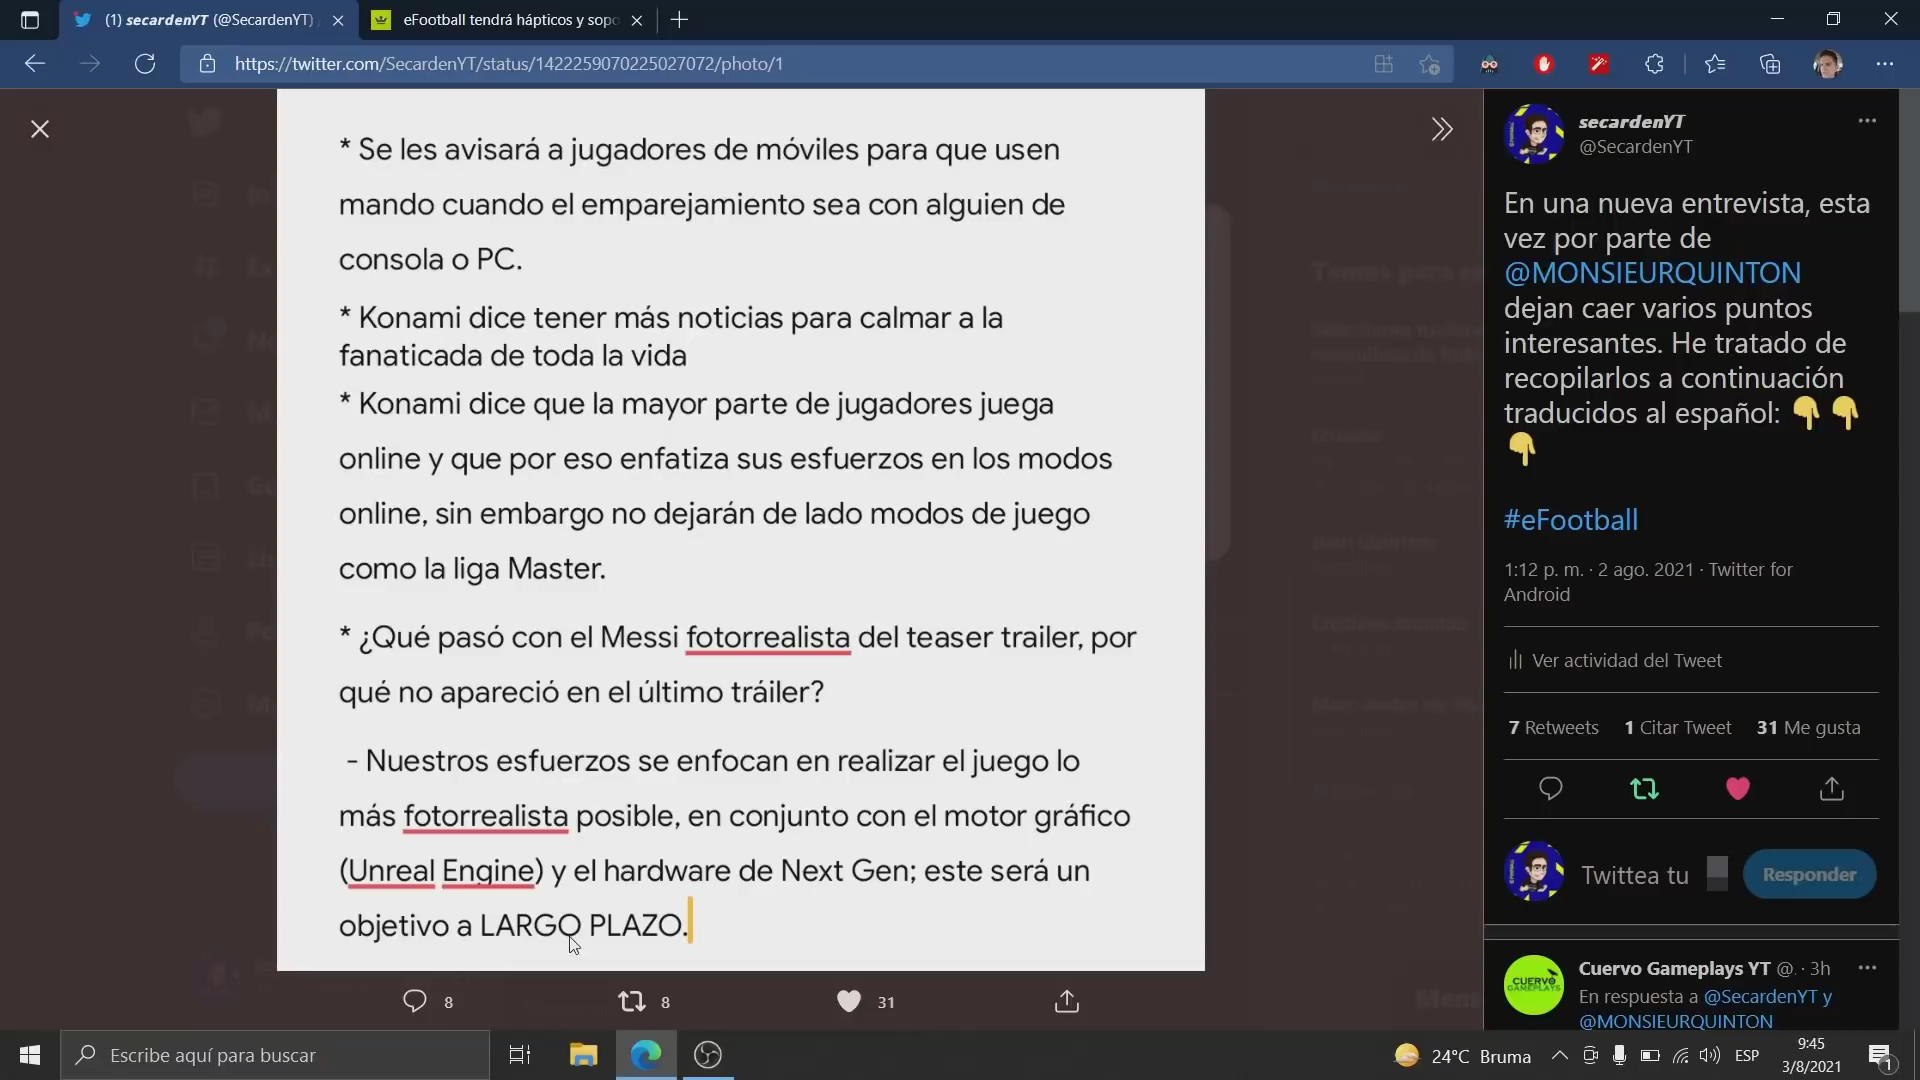 (1) secardenYT (@SecardenYT)
eFootball tendrá hápticos y sopo
https://twitter.com/SecardenYT/status/1422259070225027072/photo/1
* Se les avisará a jugadores de móviles para que usen
mando cuando el emparejamiento sea con alguien de
consola o PC.
* Konami dice tener más noticias para calmar a la
fanaticada de toda la vida
* Konami dice que la mayor parte de jugadores juega
online y que por eso enfatiza sus esfuerzos en los modos
online, sin embargo no dejarán de lado modos de juego
como la liga Master.
* ¿Qué pasó con el Messi fotorrealista del teaser trailer, por
qué no apareció en el último tráiler?
- Nuestros esfuerzos se enfocan en realizar el juego lo
más fotorrealista posible, en conjunto con el motor gráfico
(Unreal Engine) y el hardware de Next Gen; este será un
objetivo a LARGO PLAZO.
8
8
31
secardenYT
@SecardenYT
En una nueva entrevista, esta
vez por parte de
@MONSIEURQUINTON
dejan caer varios puntos
interesantes. He tratado de
recopilarlos a continuación
traducidos al español: 👇👇
👇
#eFootball
1:12 p. m. · 2 ago. 2021 · Twitter for
Android
Ver actividad del Tweet
7 Retweets 1 Citar Tweet 31 Me gusta
Twittea tu
Responder
CUERVO
GAMEPLAYS
Cuervo Gameplays YT @. · 3h
En respuesta a @SecardenYT y
@MONSIEURQUINTON
Escribe aquí para buscar
24°C Bruma
ESP
9:45
3/8/2021
1